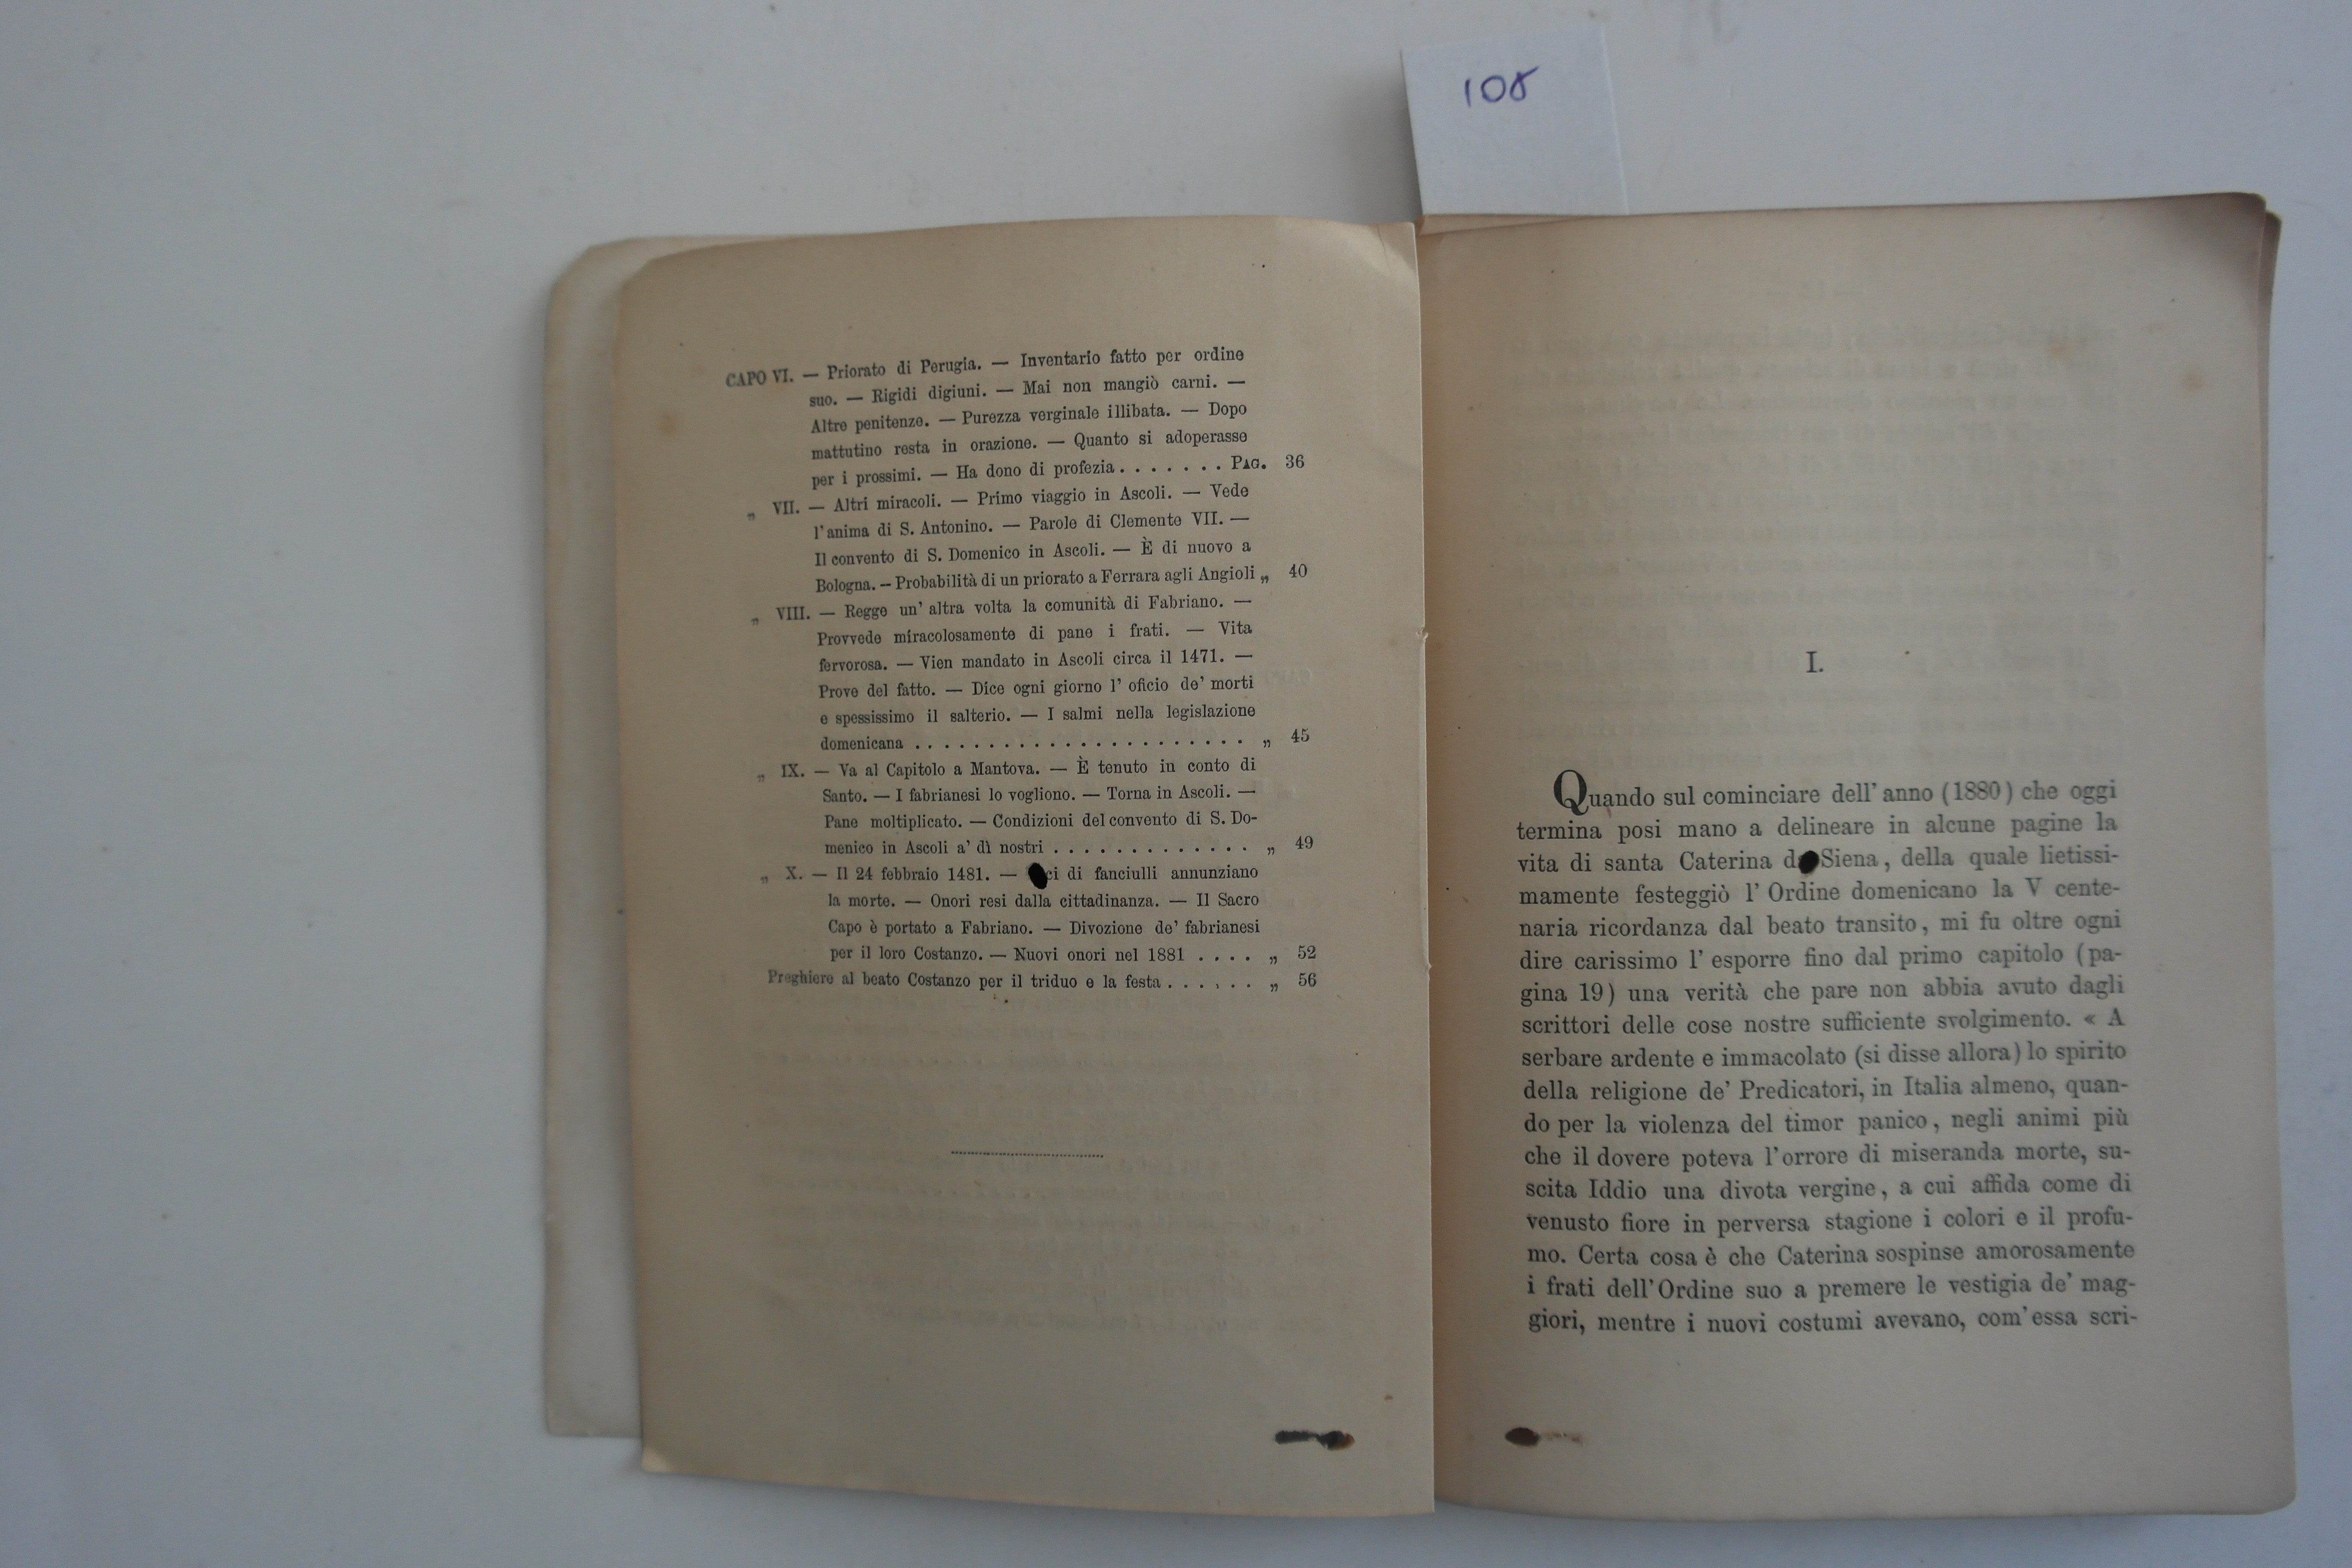 108
CAPO VI. — Priorato di Perugia. — Inventario fatto per ordine
suo. — Rigidi digiuni. — Mai non mangiò carni. —
Altre penitenze. — Purezza verginale illibata. — Dopo
mattutino resta in orazione. — Quanto si adoperasse
per i prossimi. — Ha dono di profezia . . . . . . . PAG. 36
„ VII. — Altri miracoli. — Primo viaggio in Ascoli. — Vede
l'anima di S. Antonino. — Parole di Clemente VII. —
Il convento di S. Domenico in Ascoli. — È di nuovo a
Bologna. — Probabilità di un priorato a Ferrara agli Angioli „ 40
„ VIII. — Regge un' altra volta la comunità di Fabriano. —
Provvede miracolosamente di pane i frati. — Vita
fervorosa. — Vien mandato in Ascoli circa il 1471. —
Prove del fatto. — Dice ogni giorno l' oficio de' morti
e spessissimo il salterio. — I salmi nella legislazione
domenicana . . . . . . . . . . . . . . . . . . . . . . . „ 45
„ IX. — Va al Capitolo a Mantova. — È tenuto in conto di
Santo. — I fabrianesi lo vogliono. — Torna in Ascoli. —
Pane moltiplicato. — Condizioni del convento di S. Do-
menico in Ascoli a' dì nostri . . . . . . . . . . . . . . „ 49
„ X. — Il 24 febbraio 1481. — ci di fanciulli annunziano
la morte. — Onori resi dalla cittadinanza. — Il Sacro
Capo è portato a Fabriano. — Divozione de' fabrianesi
per il loro Costanzo. — Nuovi onori nel 1881 . . . . „ 52
Preghiere al beato Costanzo per il triduo e la festa . . . . . . „ 56
I.
Quando sul cominciare dell' anno (1880) che oggi
termina posi mano a delineare in alcune pagine la
vita di santa Caterina d Siena, della quale lietissi-
mamente festeggiò l' Ordine domenicano la V cente-
naria ricordanza dal beato transito, mi fu oltre ogni
dire carissimo l' esporre fino dal primo capitolo (pa-
gina 19) una verità che pare non abbia avuto dagli
scrittori delle cose nostre sufficiente svolgimento. « A
serbare ardente e immacolato (si disse allora) lo spirito
della religione de' Predicatori, in Italia almeno, quan-
do per la violenza del timor panico, negli animi più
che il dovere poteva l'orrore di miseranda morte, su-
scita Iddio una divota vergine, a cui affida come di
venusto fiore in perversa stagione i colori e il profu-
mo. Certa cosa è che Caterina sospinse amorosamente
i frati dell'Ordine suo a premere le vestigia de' mag-
giori, mentre i nuovi costumi avevano, com'essa scri-